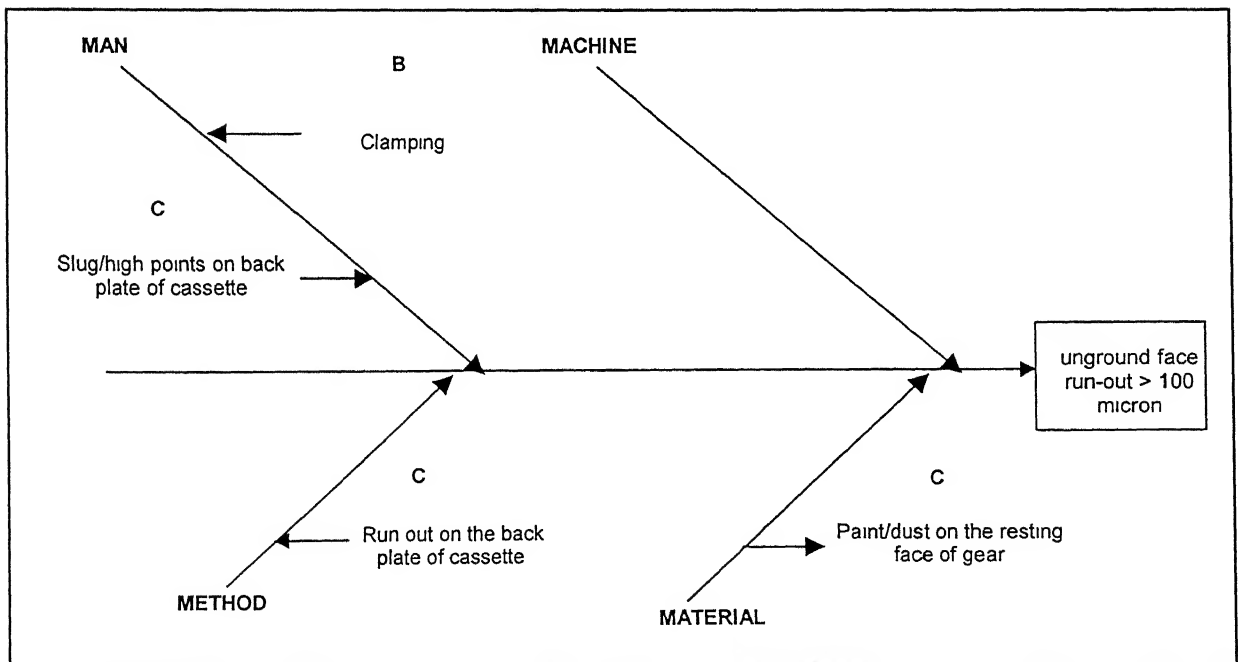 MAN
MACHINE
B
Clamping
C
Slug/high points on back
plate of cassette
unground face
run-out > 100
micron
C
Run out on the back
plate of cassette
C
Paint/dust on the resting
face of gear
METHOD
MATERIAL